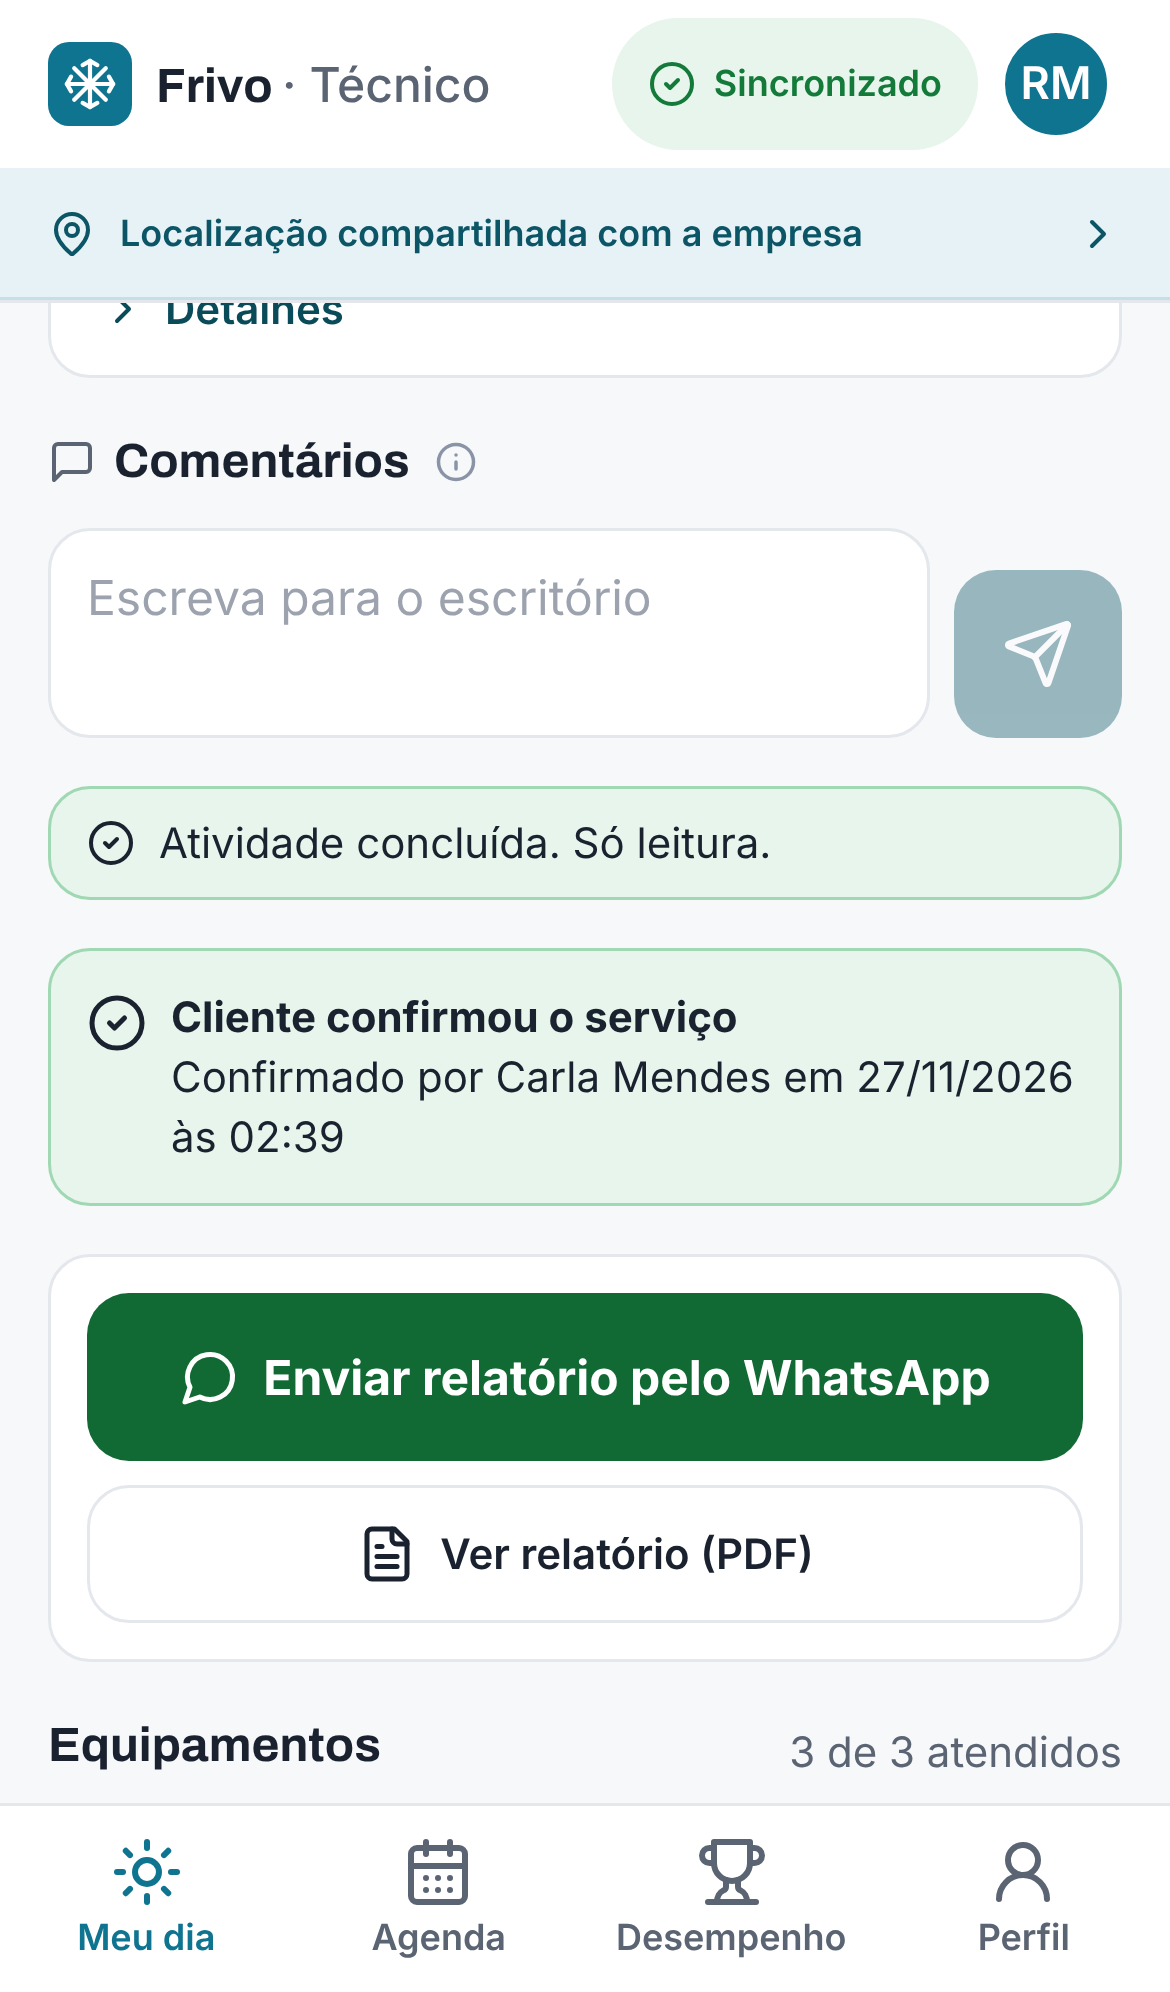 Frivo · Técnico
Sincronizado
RM
Localização compartilhada com a empresa
Detalhes
Comentários
Escreva para o escritório
Atividade concluída. Só leitura.
Cliente confirmou o serviço
Confirmado por Carla Mendes em 27/11/2026
às 02:39
Enviar relatório pelo WhatsApp
Ver relatório (PDF)
Equipamentos
3 de 3 atendidos
Meu dia
Agenda
Desempenho
Perfil